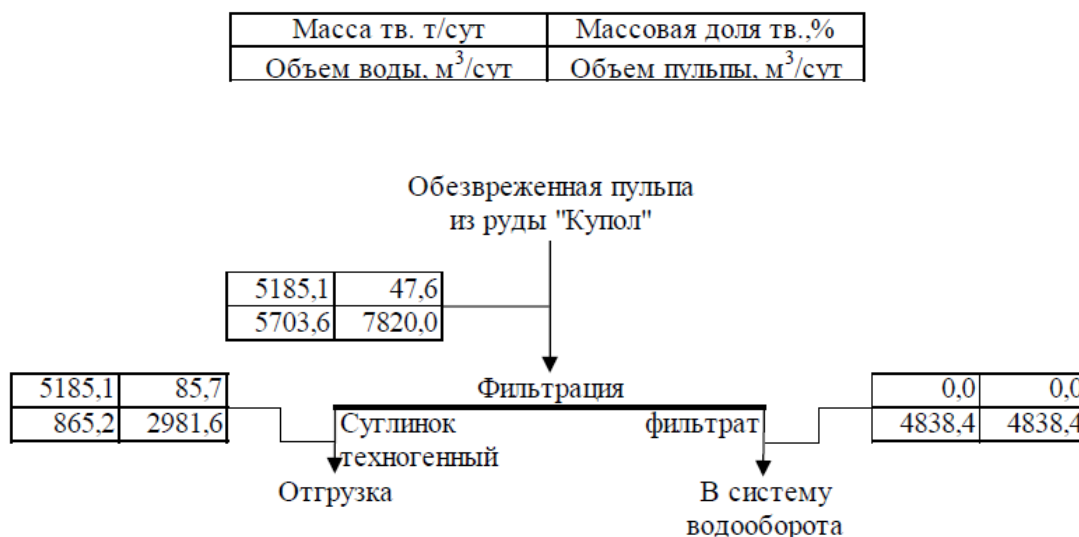 Масса тв. т/сут Массовая доля тв.,%
Объем воды, м³/сут Объем пульпы, м³/сут
Обезвреженная пульпа
из руды "Купол"
5185,1 47,6
5703,6 7820,0
5185,1 85,7
865,2 2981,6
Фильтрация
0,0 0,0
4838,4 4838,4
Суглинок фильтрат
техногенный
Отгрузка
В систему
водооборота